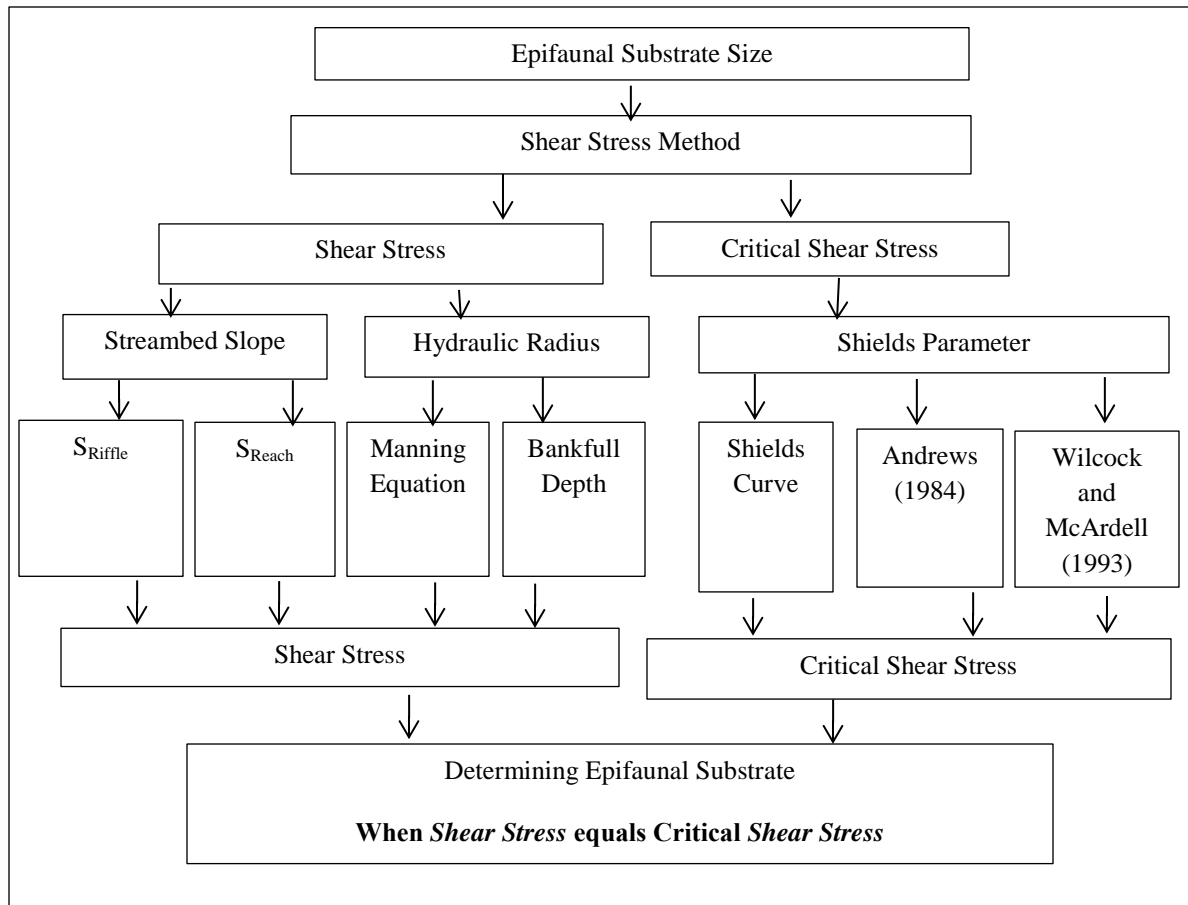 Epifaunal Substrate Size
Shear Stress Method
Shear Stress
Critical Shear Stress
Streambed Slope
Hydraulic Radius
Shields Parameter
S_Riffle
S_Reach
Manning
Equation
Bankfull
Depth
Shields
Curve
Andrews
(1984)
Wilcock
and
McArdell
(1993)
Shear Stress
Critical Shear Stress
Determining Epifaunal Substrate
When Shear Stress equals Critical Shear Stress